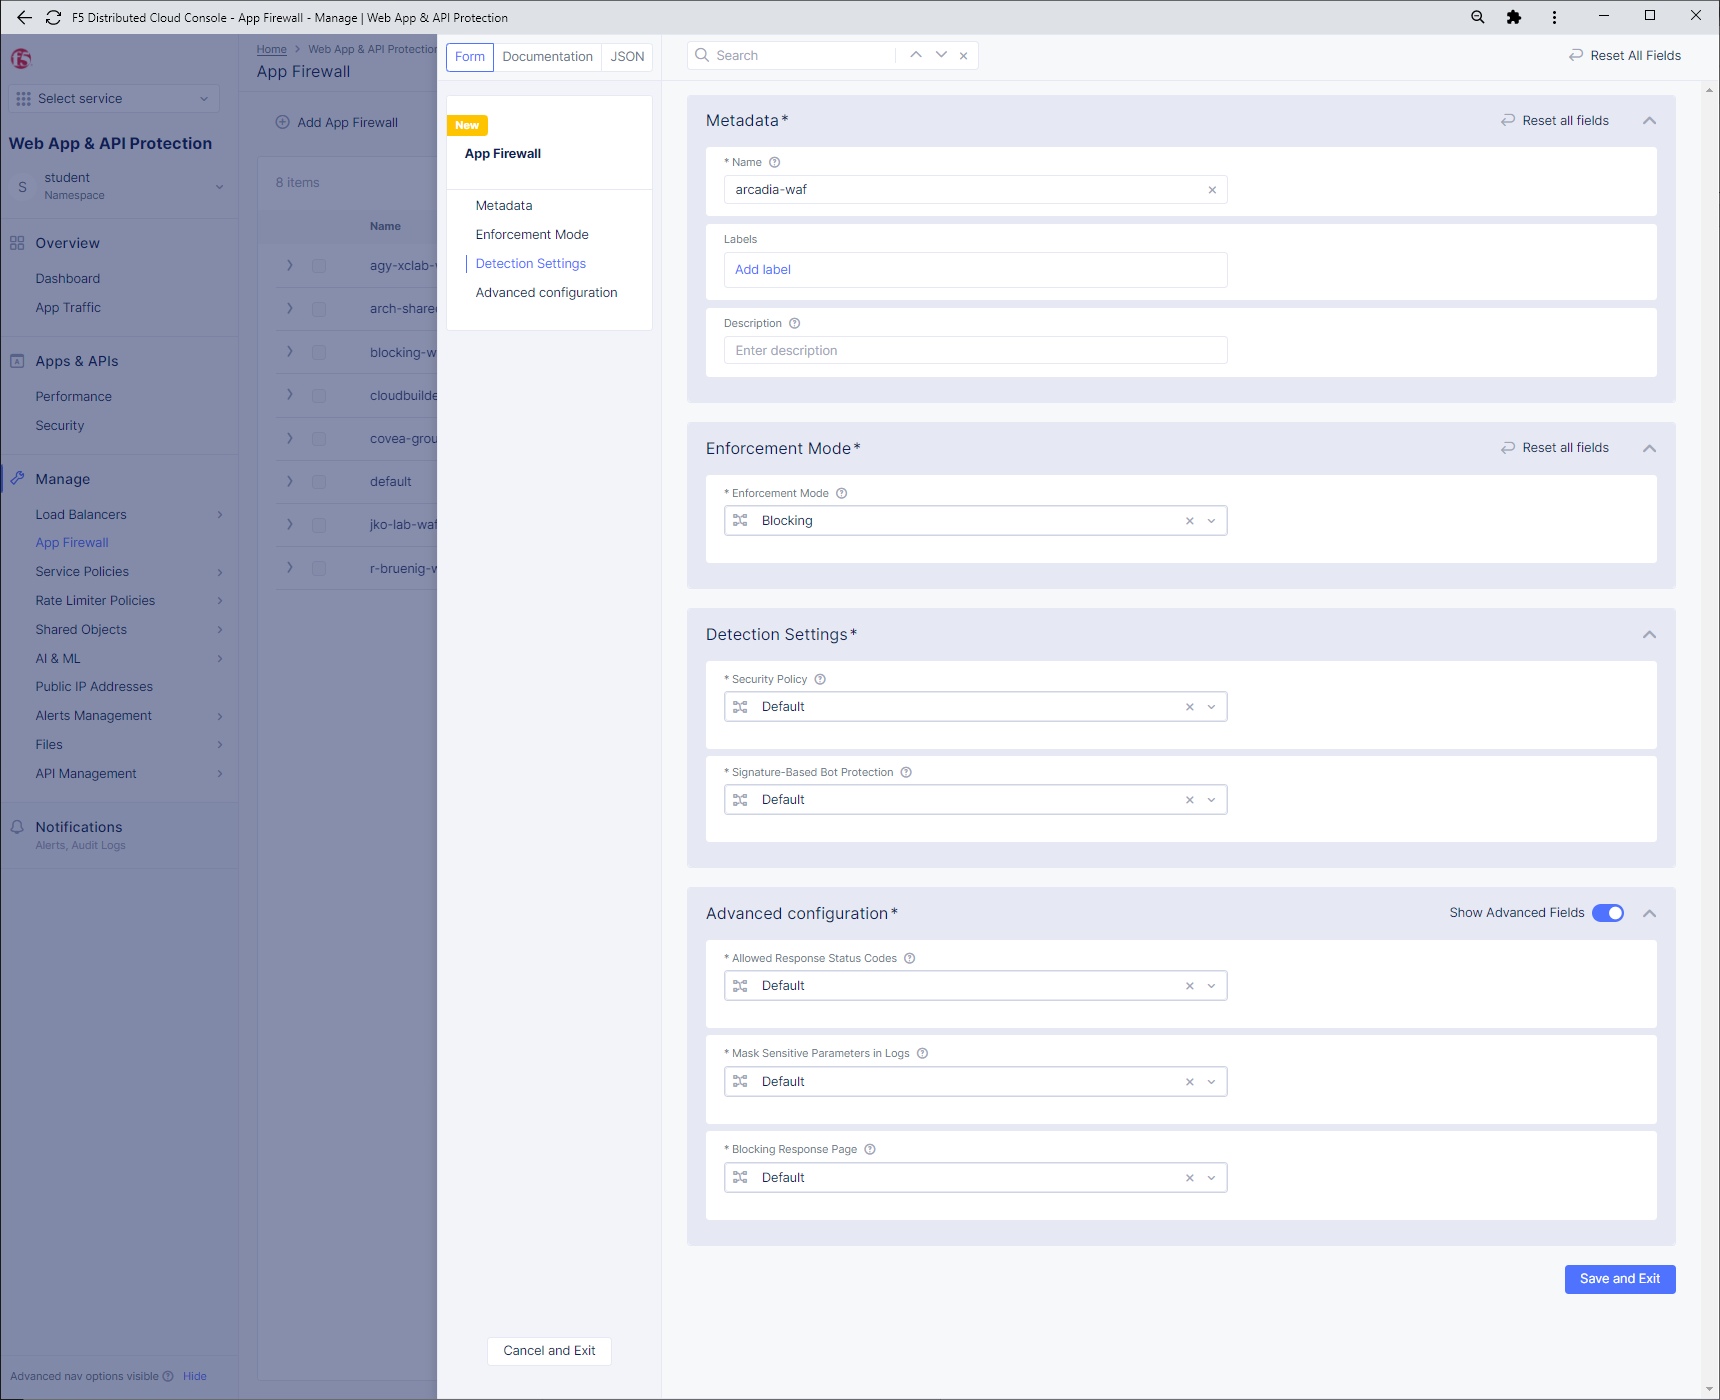 F5 Distributed Cloud Console - App Firewall - Manage | Web App & API Protection
f5
Select service
Web App & API Protection
S
student
Namespace
Overview
Dashboard
App Traffic
Apps & APIs
Performance
Security
Manage
Load Balancers
App Firewall
Service Policies
Rate Limiter Policies
Shared Objects
AI & ML
Public IP Addresses
Alerts Management
Files
API Management
Notifications
Alerts, Audit Logs
Advanced nav options visible Hide
Home > Web App & API Protection
App Firewall
Add App Firewall
8 items
Name
agy-xclab-
arch-share
blocking-w
cloudbuilde
covea-grou
default
jko-lab-waf
r-bruenig-w
Form Documentation JSON
New
App Firewall
Metadata
Enforcement Mode
Detection Settings
Advanced configuration
Cancel and Exit
Search
Reset All Fields
Metadata*
Reset all fields
* Name
arcadia-waf
Labels
Add label
Description
Enter description
Enforcement Mode*
Reset all fields
* Enforcement Mode
Blocking
Detection Settings*
* Security Policy
Default
* Signature-Based Bot Protection
Default
Advanced configuration*
Show Advanced Fields
* Allowed Response Status Codes
Default
* Mask Sensitive Parameters in Logs
Default
* Blocking Response Page
Default
Save and Exit